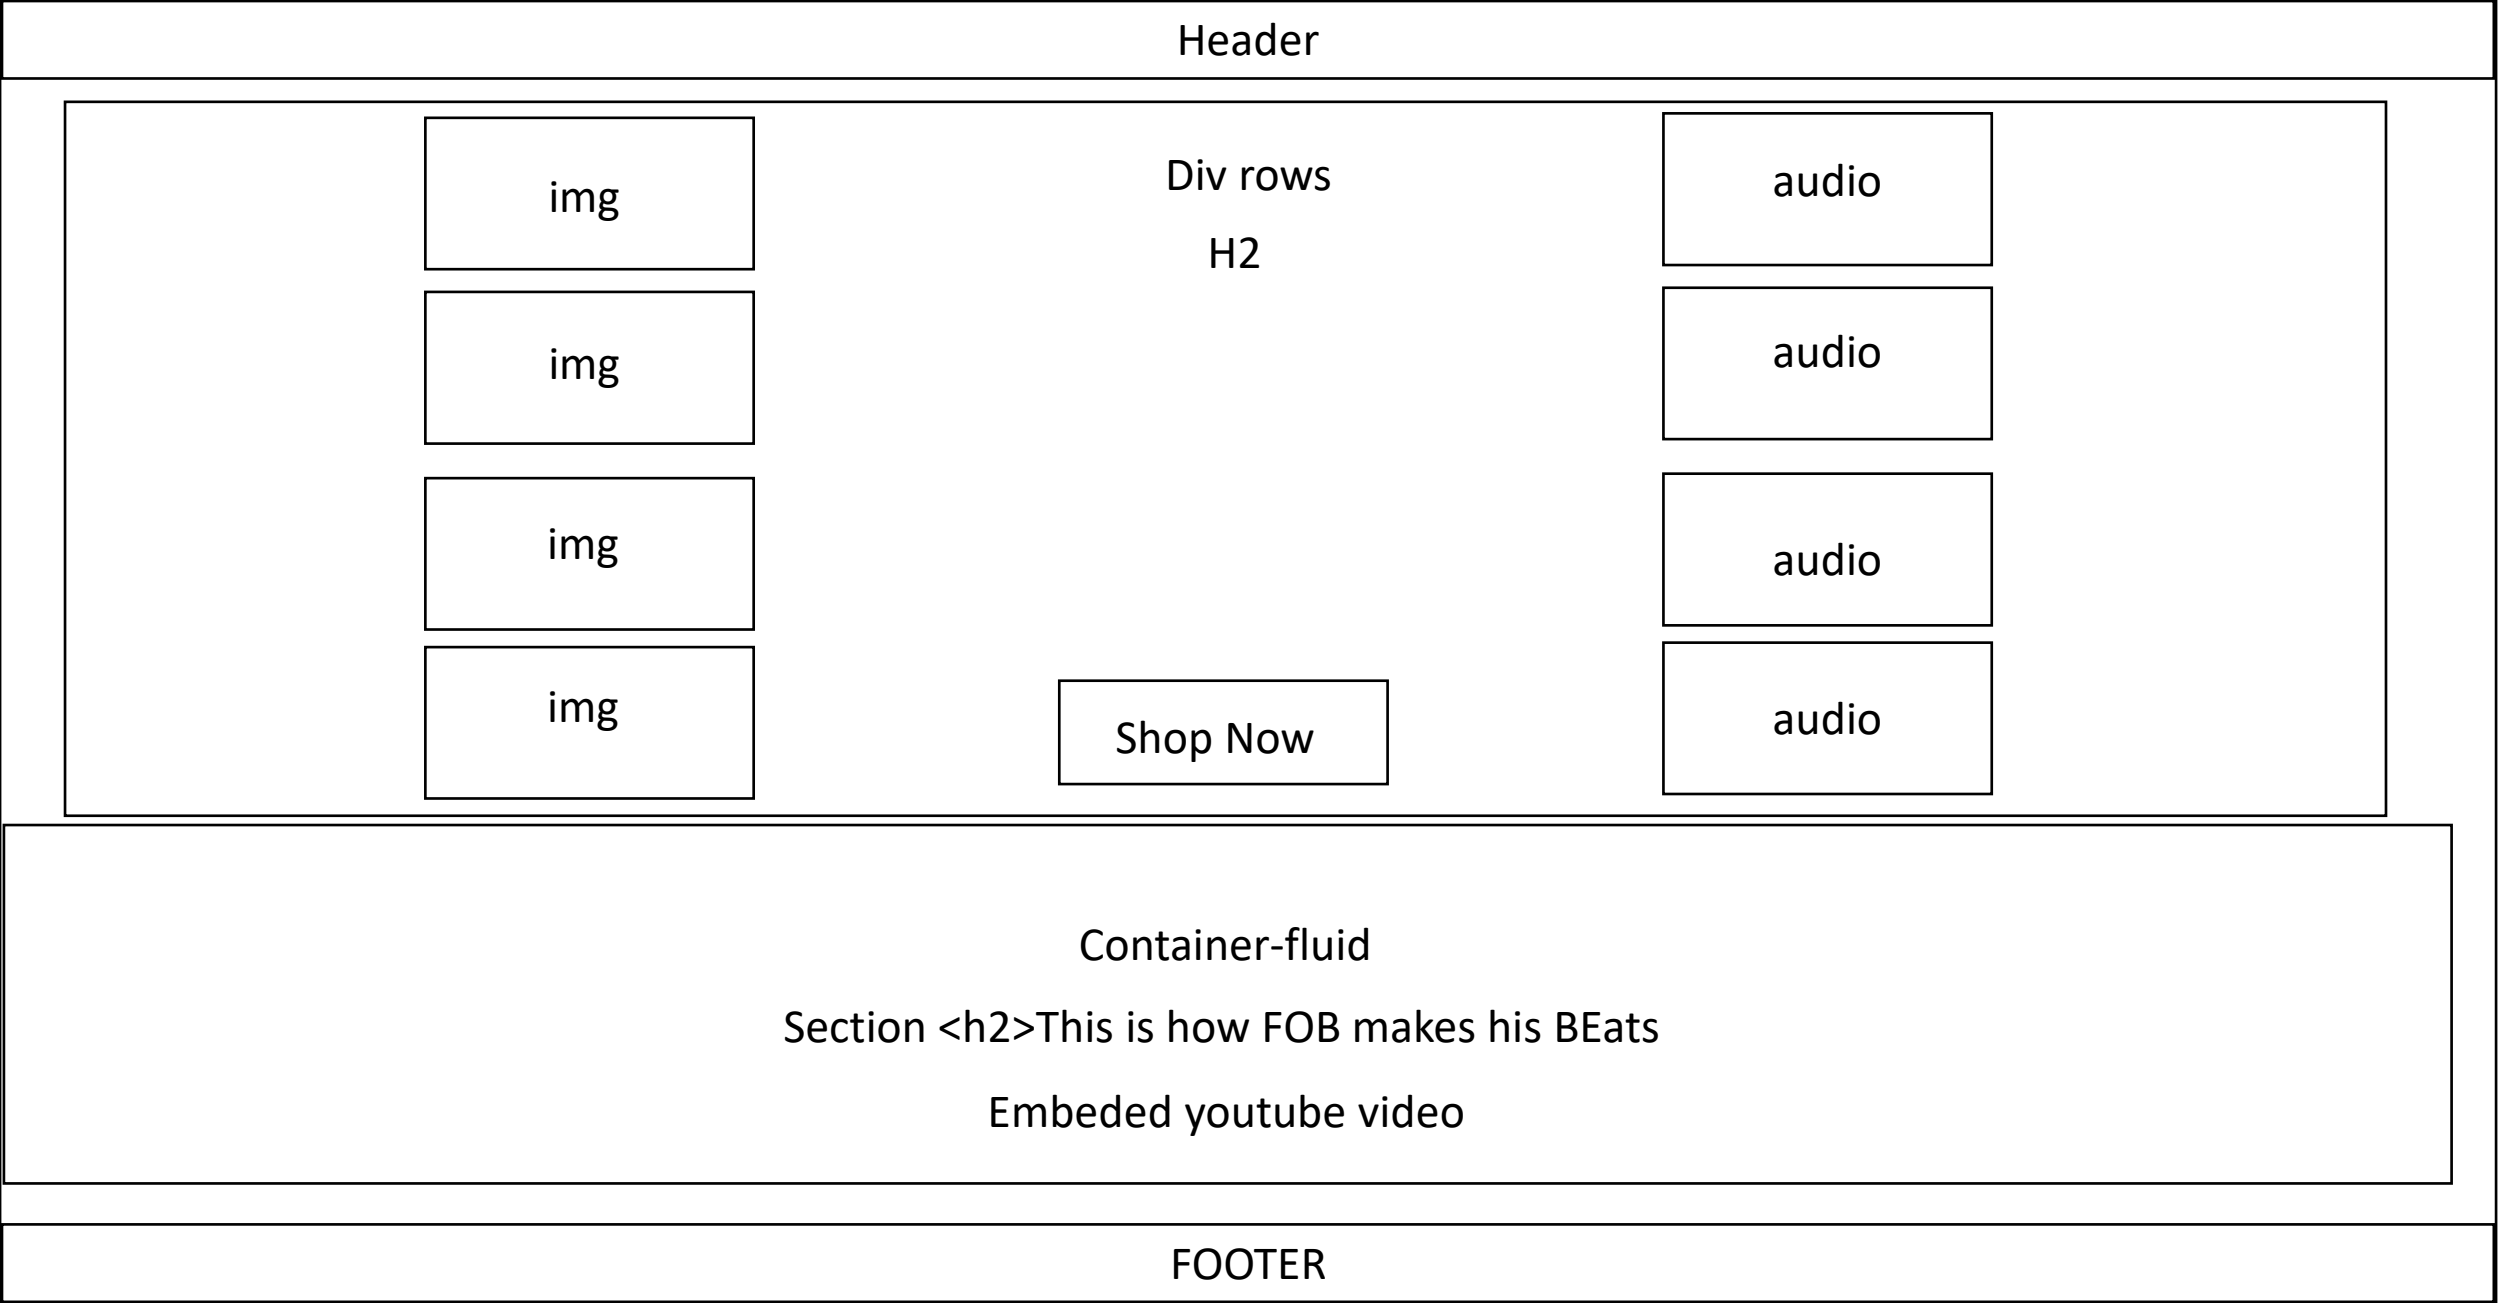 Header
img
Div rows
audio
H2
img
audio
img
audio
img
Shop Now
audio
Container-fluid
Section <h2>This is how FOB makes his BEats
Embeded youtube video
FOOTER